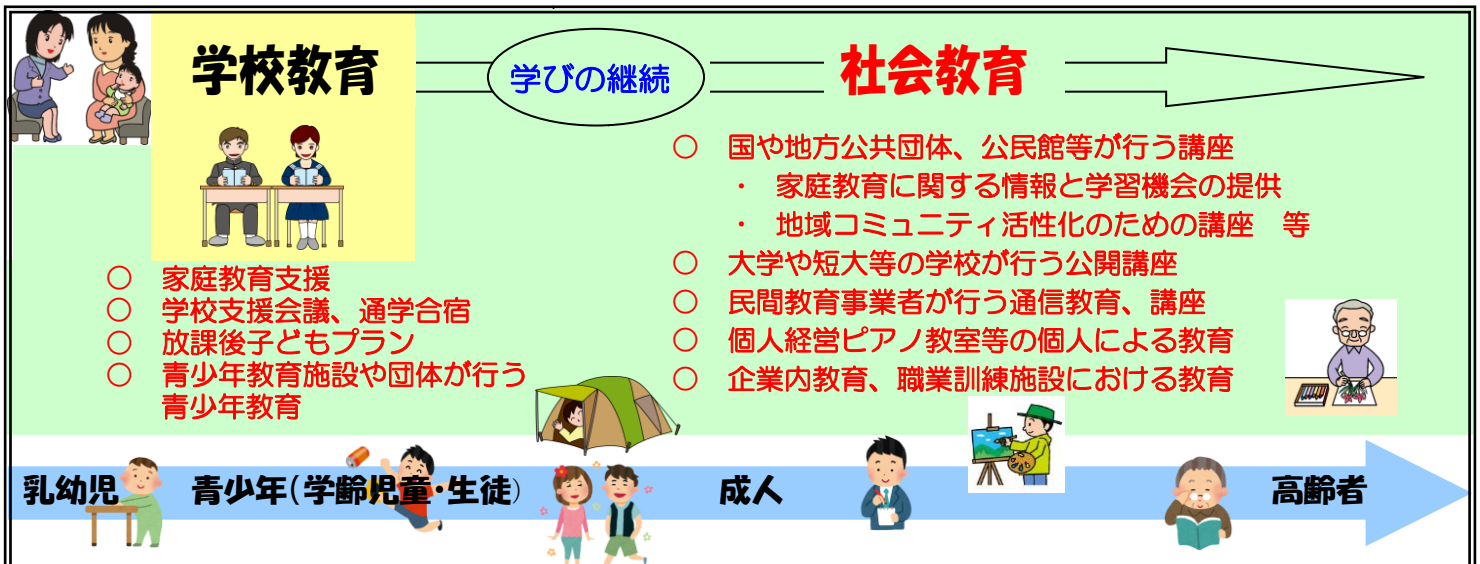 学校教育
学びの継続
社会教育
○ 家庭教育支援
○ 学校支援会議、通学合宿
○ 放課後子どもプラン
○ 青少年教育施設や団体が行う
青少年教育
○ 国や地方公共団体、公民館等が行う講座
・ 家庭教育に関する情報と学習機会の提供
・ 地域コミュニティ活性化のための講座 等
○ 大学や短大等の学校が行う公開講座
○ 民間教育事業者が行う通信教育、講座
○ 個人経営ピアノ教室等の個人による教育
○ 企業内教育、職業訓練施設における教育
乳幼児
青少年(学齢児童・生徒)
成人
高齢者